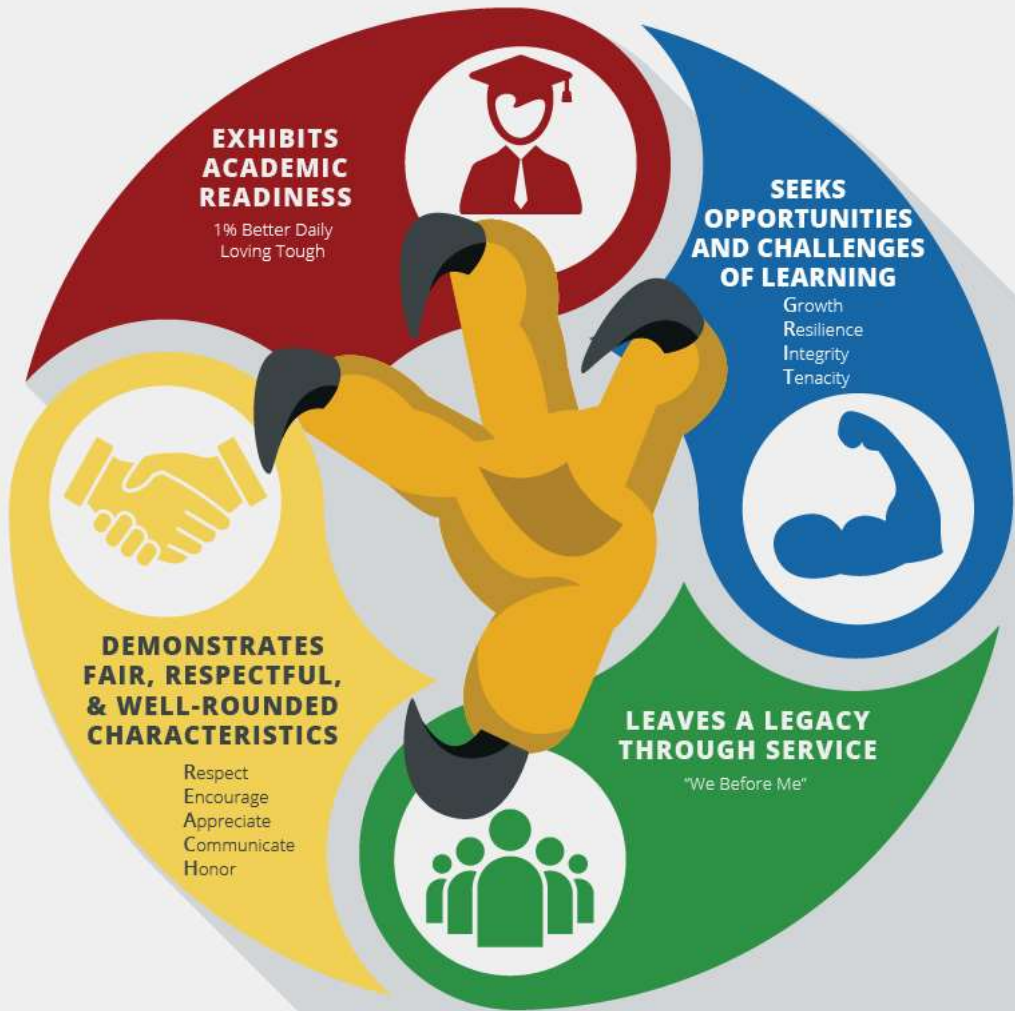 EXHIBITS
ACADEMIC
READINESS
1% Better Daily
Loving Tough
SEEKS
OPPORTUNITIES
AND CHALLENGES
OF LEARNING
Growth
Resilience
Integrity
Tenacity
DEMONSTRATES
FAIR, RESPECTFUL,
& WELL-ROUNDED
CHARACTERISTICS
Respect
Encourage
Appreciate
Communicate
Honor
LEAVES A LEGACY
THROUGH SERVICE
"We Before Me"